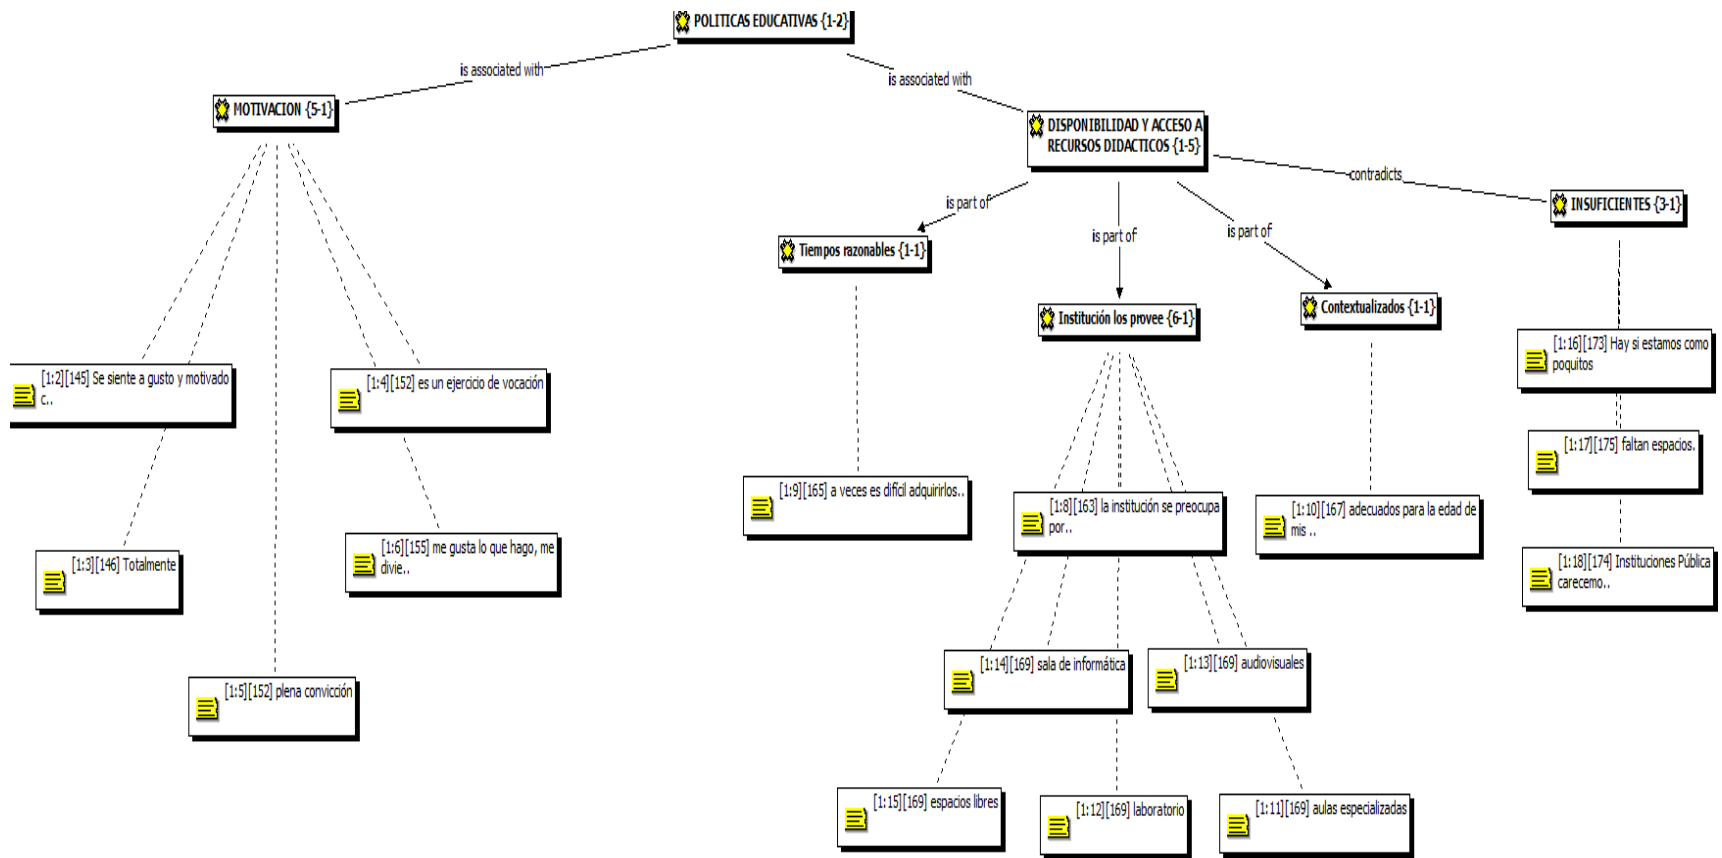 POLITICAS EDUCATIVAS {1-2}
is associated with
is associated with
MOTIVACION {5-1}
DISPONIBILIDAD Y ACCESO A
RECURSOS DIDACTICOS {1-5}
contradicts
INSUFICIENTES {3-1}
is part of
is part of
is part of
Tiempos razonables {1-1}
Institución los provee {6-1}
Contextualizados {1-1}
[1:2][145] Se siente a gusto y motivado
c..
[1:4][152] es un ejercicio de vocación
[1:16][173] Hay si estamos como
poquitos
[1:17][175] faltan espacios.
[1:9][165] a veces es difícil adquirirlos..
[1:8][163] la institución se preocupa
por..
[1:10][167] adecuados para la edad de
mis ..
[1:3][146] Totalmente
[1:6][155] me gusta lo que hago, me
divie..
[1:18][174] Instituciones Pública
carecemo..
[1:14][169] sala de informática
[1:13][169] audiovisuales
[1:5][152] plena convicción
[1:15][169] espacios libres
[1:12][169] laboratorio
[1:11][169] aulas especializadas